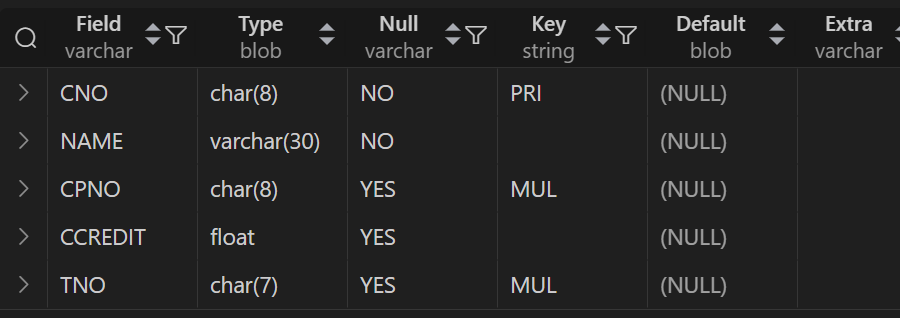 Field Type Null Key Default Extra
varchar blob varchar string blob varchar
CNO char(8) NO PRI (NULL)
NAME varchar(30) NO (NULL)
CPNO char(8) YES MUL (NULL)
CCREDIT float YES (NULL)
TNO char(7) YES MUL (NULL)